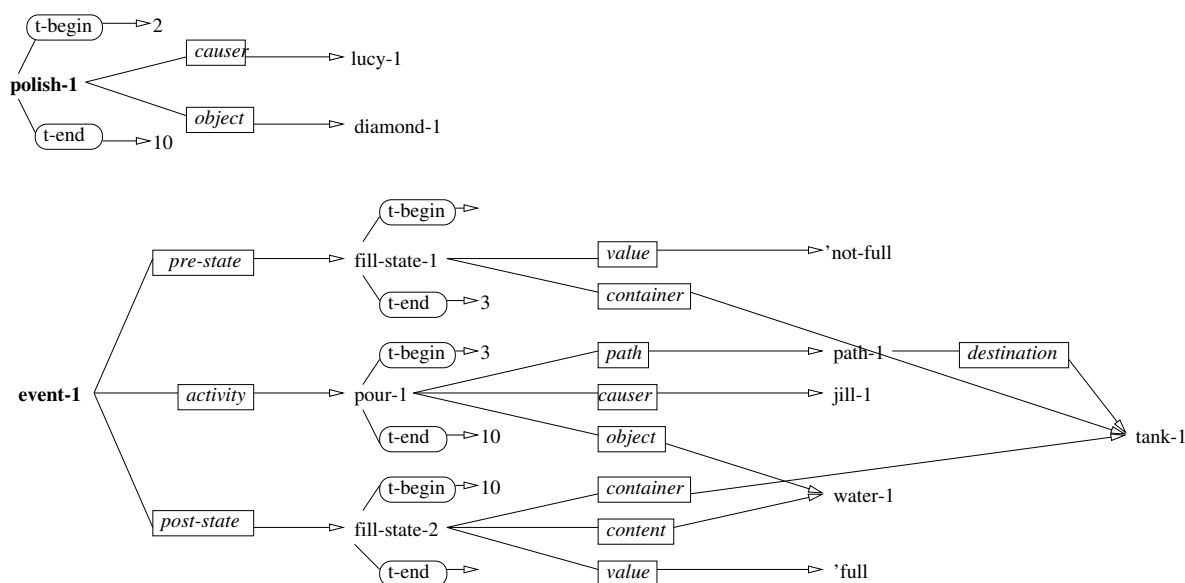 t-begin 2
causer lucy-1
polish-1
object diamond-1
t-end 10
t-begin
pre-state fill-state-1 value 'not-full
container
t-end 3
t-begin 3 path path-1 destination
event-1 activity pour-1 causer jill-1
t-end 10 object tank-1
t-begin 10 container water-1
post-state fill-state-2 content
t-end value 'full